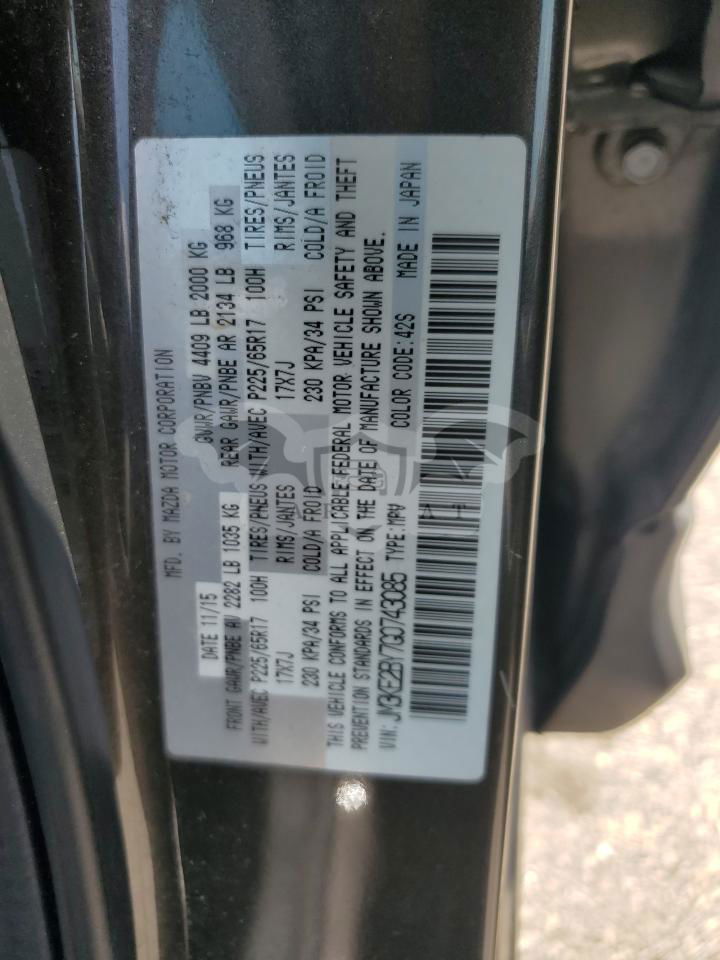 MFD. BY MAZDA MOTOR CORPORATION
DATE 11/15 GVWR/PNBV 4409 LB 2000 KG
FRONT GAWR/PNBE AV 2282 LB 1035 KG REAR GAWR/PNBE AR 2134 LB 968 KG
WITH/AVEC P225/65R17 100H TIRES/PNEUS WITH/AVEC P225/65R17 100H TIRES/PNEUS
17X7J RIMS/JANTES 17X7J RIMS/JANTES
230 KPA/34 PSI COLD/A FROID 230 KPA/34 PSI COLD/A FROID
THIS VEHICLE CONFORMS TO ALL APPLICABLE FEDERAL MOTOR VEHICLE SAFETY AND THEFT
PREVENTION STANDARDS IN EFFECT ON THE DATE OF MANUFACTURE SHOWN ABOVE.
VIN: JM3KE2BY7G0743085 TYPE:MPV COLOR CODE:42S MADE IN JAPAN